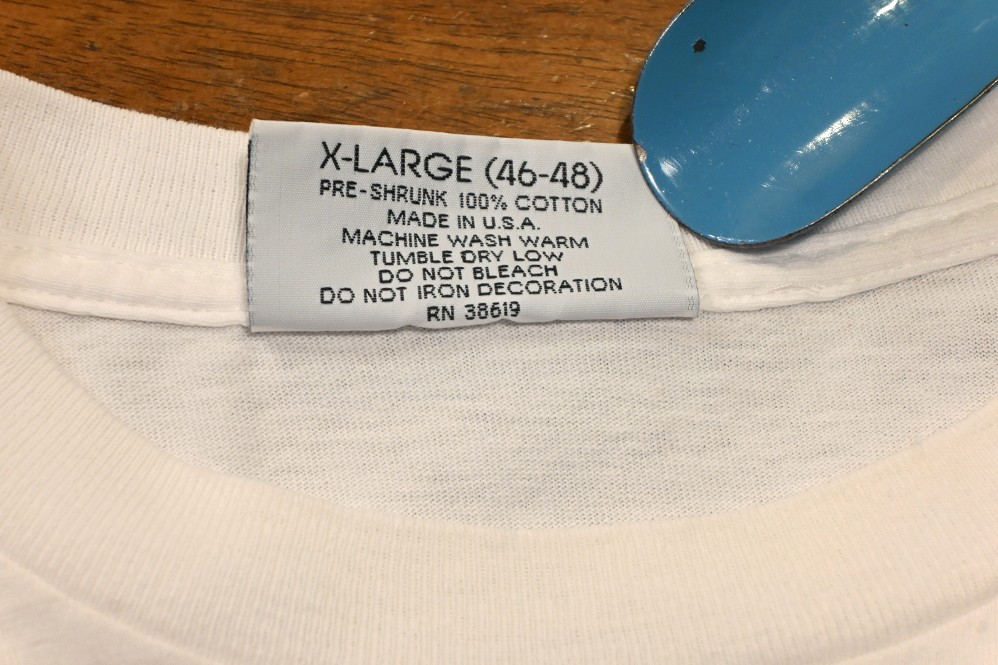 X-LARGE (46-48)
PRE-SHRUNK 100% COTTON
MADE IN U.S.A.
MACHINE WASH WARM
TUMBLE DRY LOW
DO NOT BLEACH
DO NOT IRON DECORATION
RN 38619